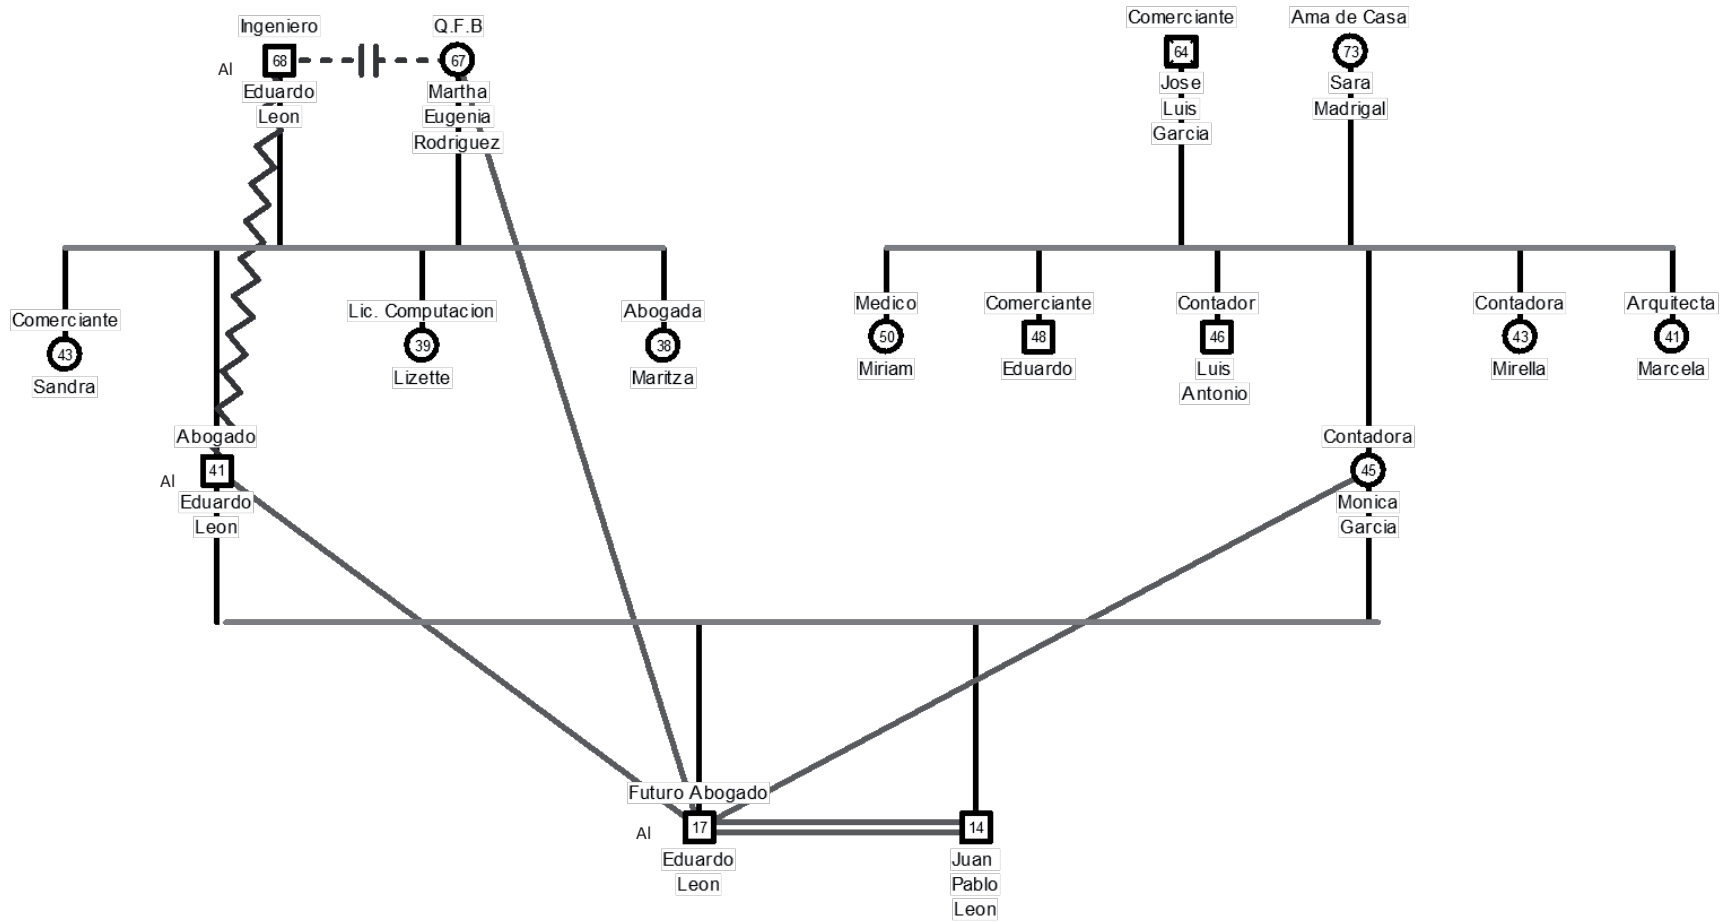 Ingeniero
68
Al
Eduardo
Leon
Q.F.B
67
Martha
Eugenia
Rodriguez
Comerciante
64
Jose
Luis
Garcia
Ama de Casa
73
Sara
Madrigal
Comerciante
43
Sandra
Lic. Computacion
39
Lizette
Abogada
38
Maritza
Medico
50
Miriam
Comerciante
48
Eduardo
Contador
46
Luis
Antonio
Contadora
43
Mirella
Arquitecta
41
Marcela
Abogado
41
Al
Eduardo
Leon
Contadora
45
Monica
Garcia
Futuro Abogado
17
Al
Eduardo
Leon
14
Juan
Pablo
Leon